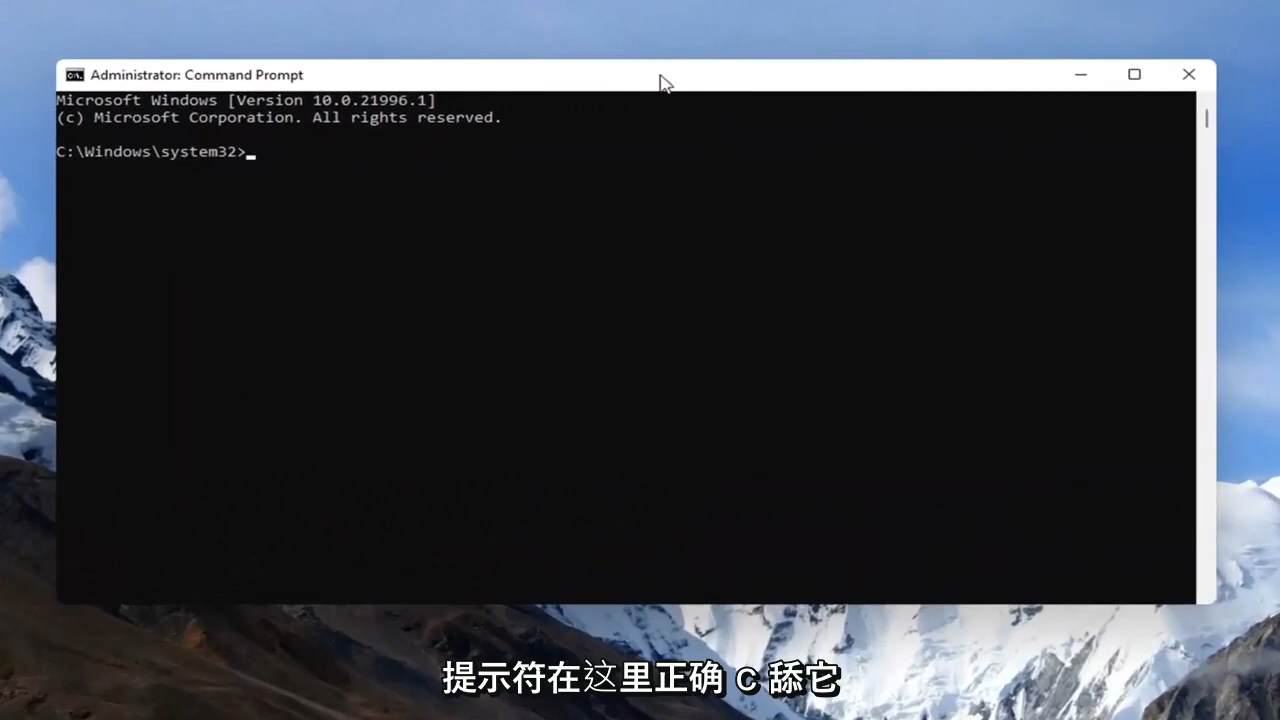 Administrator: Command Prompt
Microsoft Windows [Version 10.0.21996.1]
(c) Microsoft Corporation. All rights reserved.
C:\Windows\system32>
提示符在这里正确 C 舔它